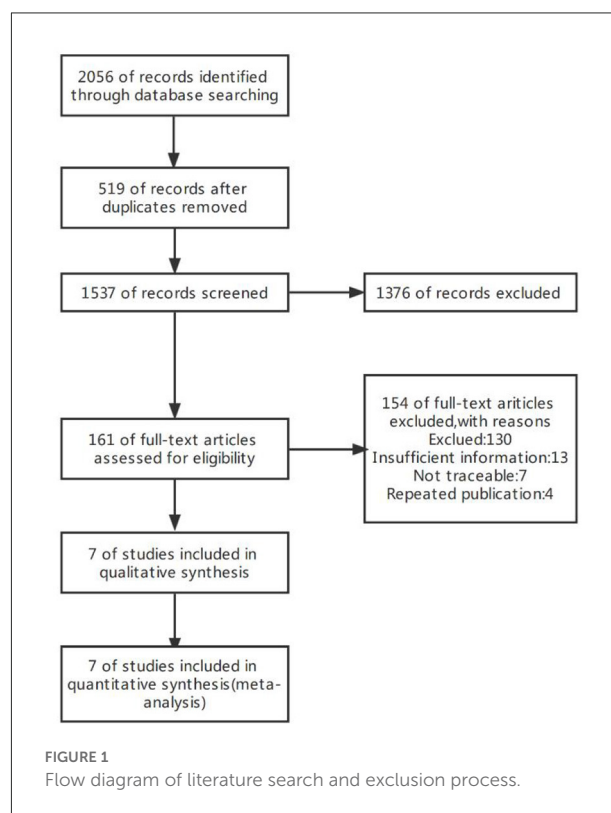 2056 of records identified
through database searching
519 of records after
duplicates removed
1537 of records screened
1376 of records excluded
161 of full-text articles
assessed for eligibility
154 of full-text ariticles
excluded,with reasons
Exclued:130
Insufficient information:13
Not traceable:7
Repeated publication:4
7 of studies included in
qualitative synthesis
7 of studies included in
quantitative synthesis(meta-
analysis)
FIGURE 1
Flow diagram of literature search and exclusion process.